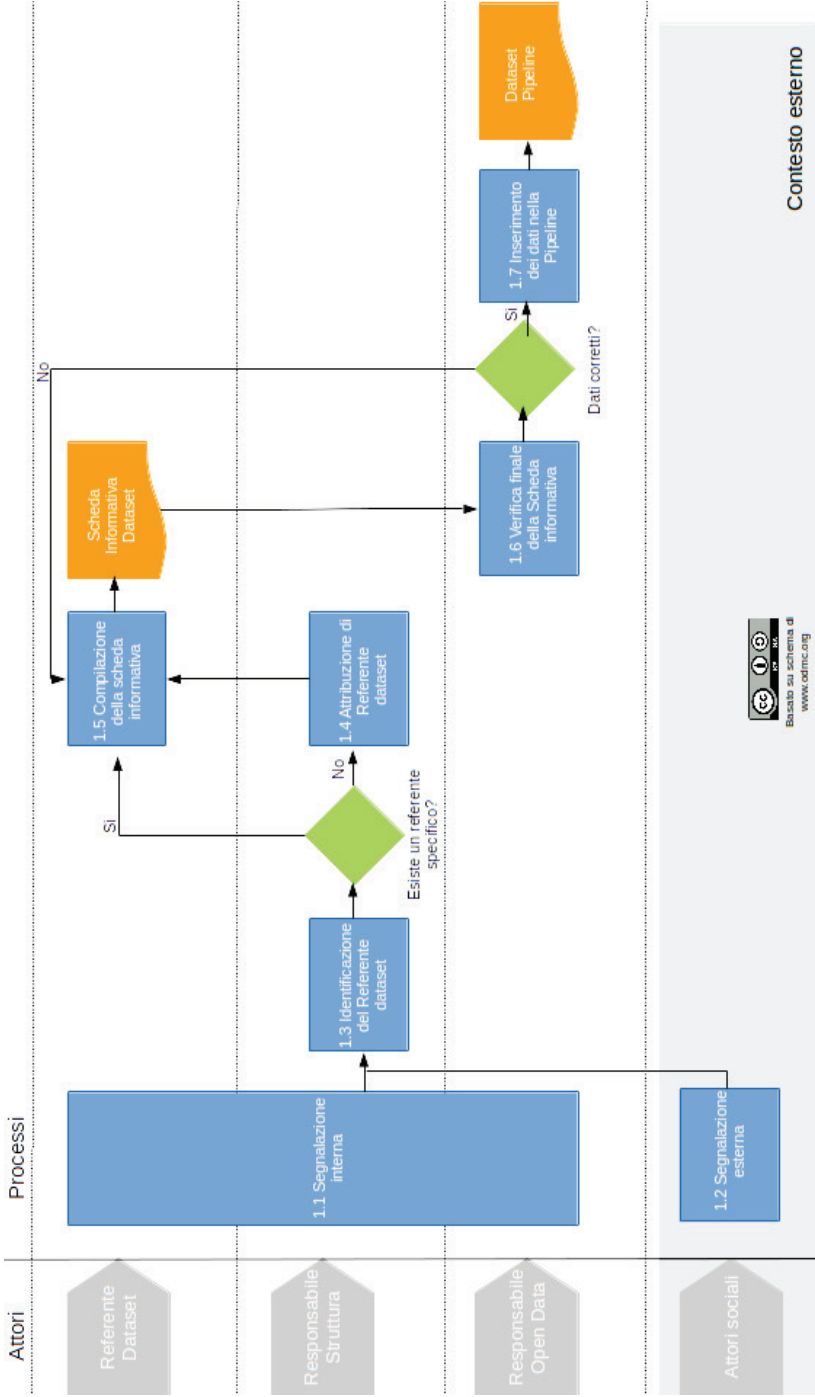 Attori
Processi
Referente
Dataset
Responsabile
Struttura
Responsabile
Open Data
Attori sociali
1.1 Segnalazione
interna
1.2 Segnalazione
esterna
1.3 Identificazione
del Referente
dataset
Esiste un referente
specifico?
Si
No
1.4 Attribuzione di
Referente
dataset
1.5 Compilazione
della scheda
informativa
Scheda
Informativa
Dataset
1.6 Verifica finale
della Scheda
informativa
Dati corretti?
No
Si
1.7 Inserimento
dei dati nella
Pipeline
Dataset
Pipeline
cc
BY
Basato su schema di
www.odmc.org
Contesto esterno